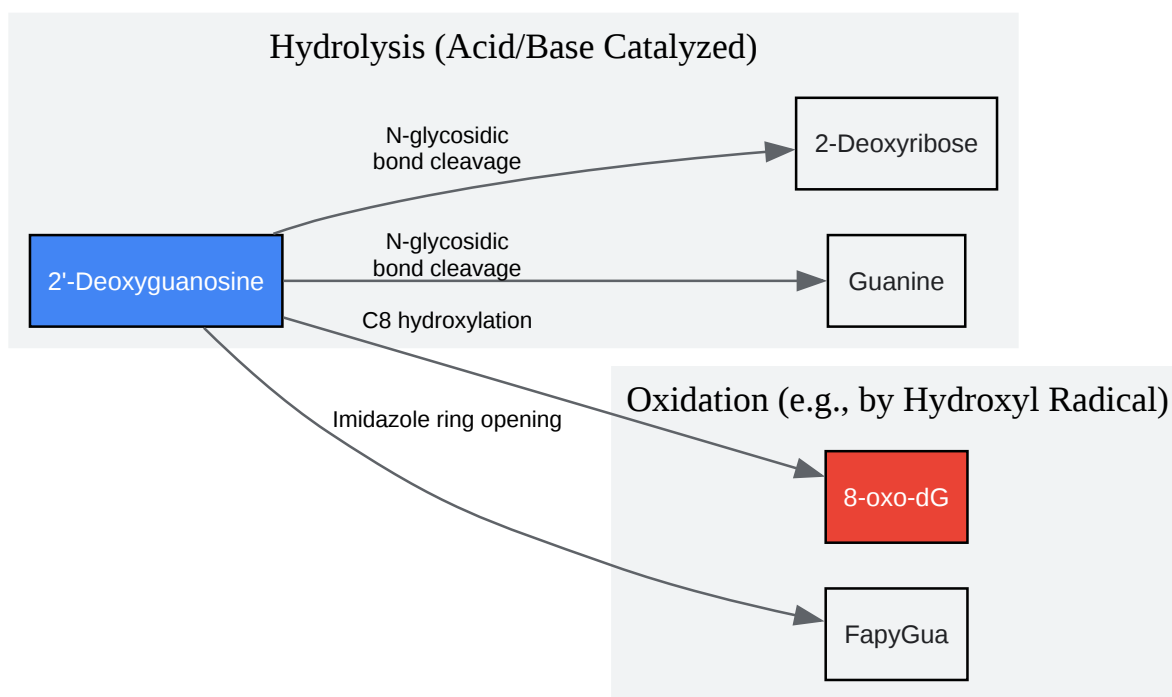 Hydrolysis (Acid/Base Catalyzed)
N-glycosidic
bond cleavage
2-Deoxyribose
2'-Deoxyguanosine
N-glycosidic
bond cleavage
Guanine
C8 hydroxylation
Oxidation (e.g., by Hydroxyl Radical)
Imidazole ring opening
8-oxo-dG
FapyGua